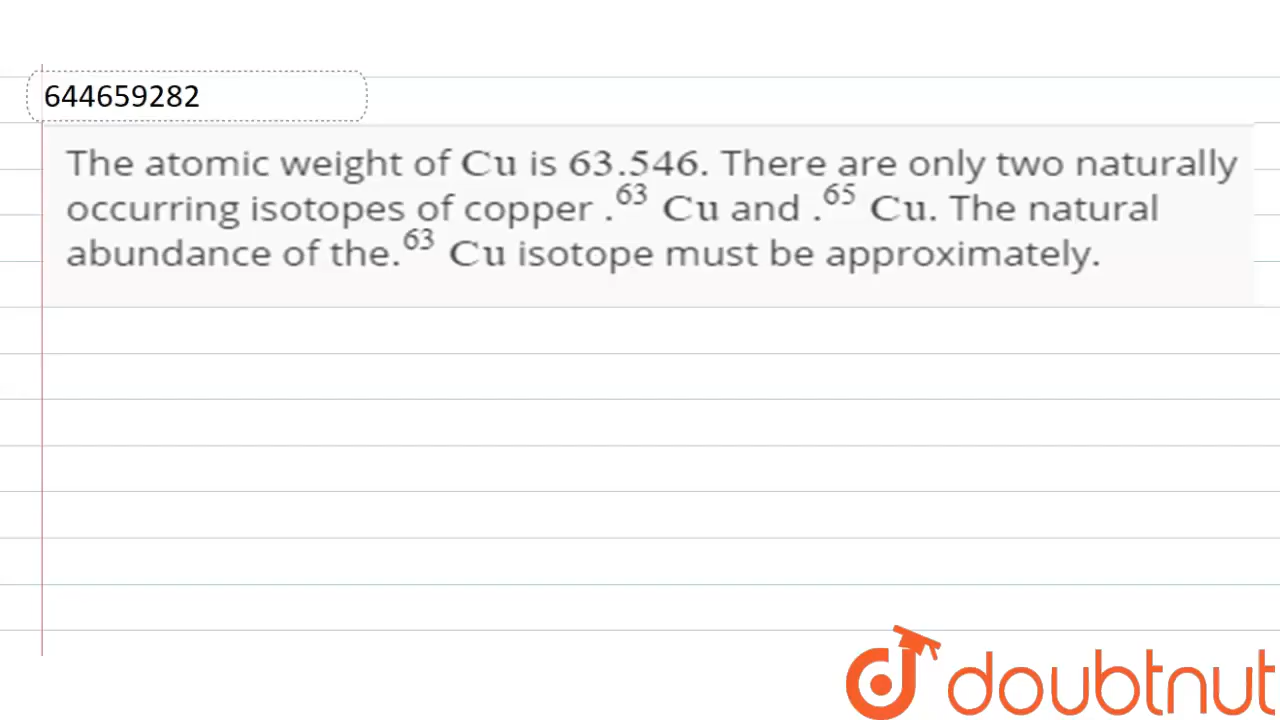 644659282
The atomic weight of Cu is 63.546. There are only two naturally
occurring isotopes of copper .⁶³ Cu and .⁶⁵ Cu. The natural
abundance of the.⁶³ Cu isotope must be approximately.
doubtnut